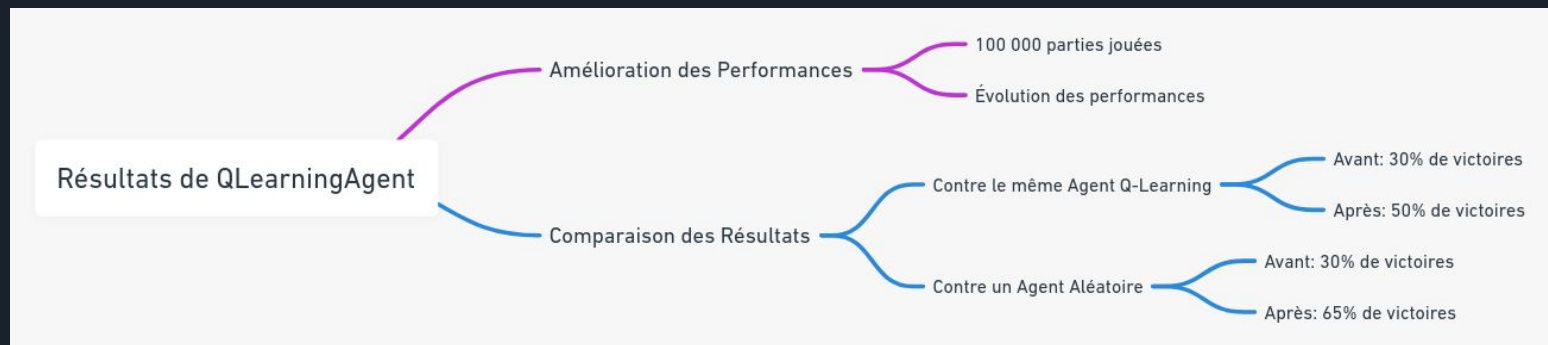 Résultats de QLearningAgent
Amélioration des Performances
100 000 parties jouées
Évolution des performances
Comparaison des Résultats
Contre le même Agent Q-Learning
Avant: 30% de victoires
Après: 50% de victoires
Contre un Agent Aléatoire
Avant: 30% de victoires
Après: 65% de victoires